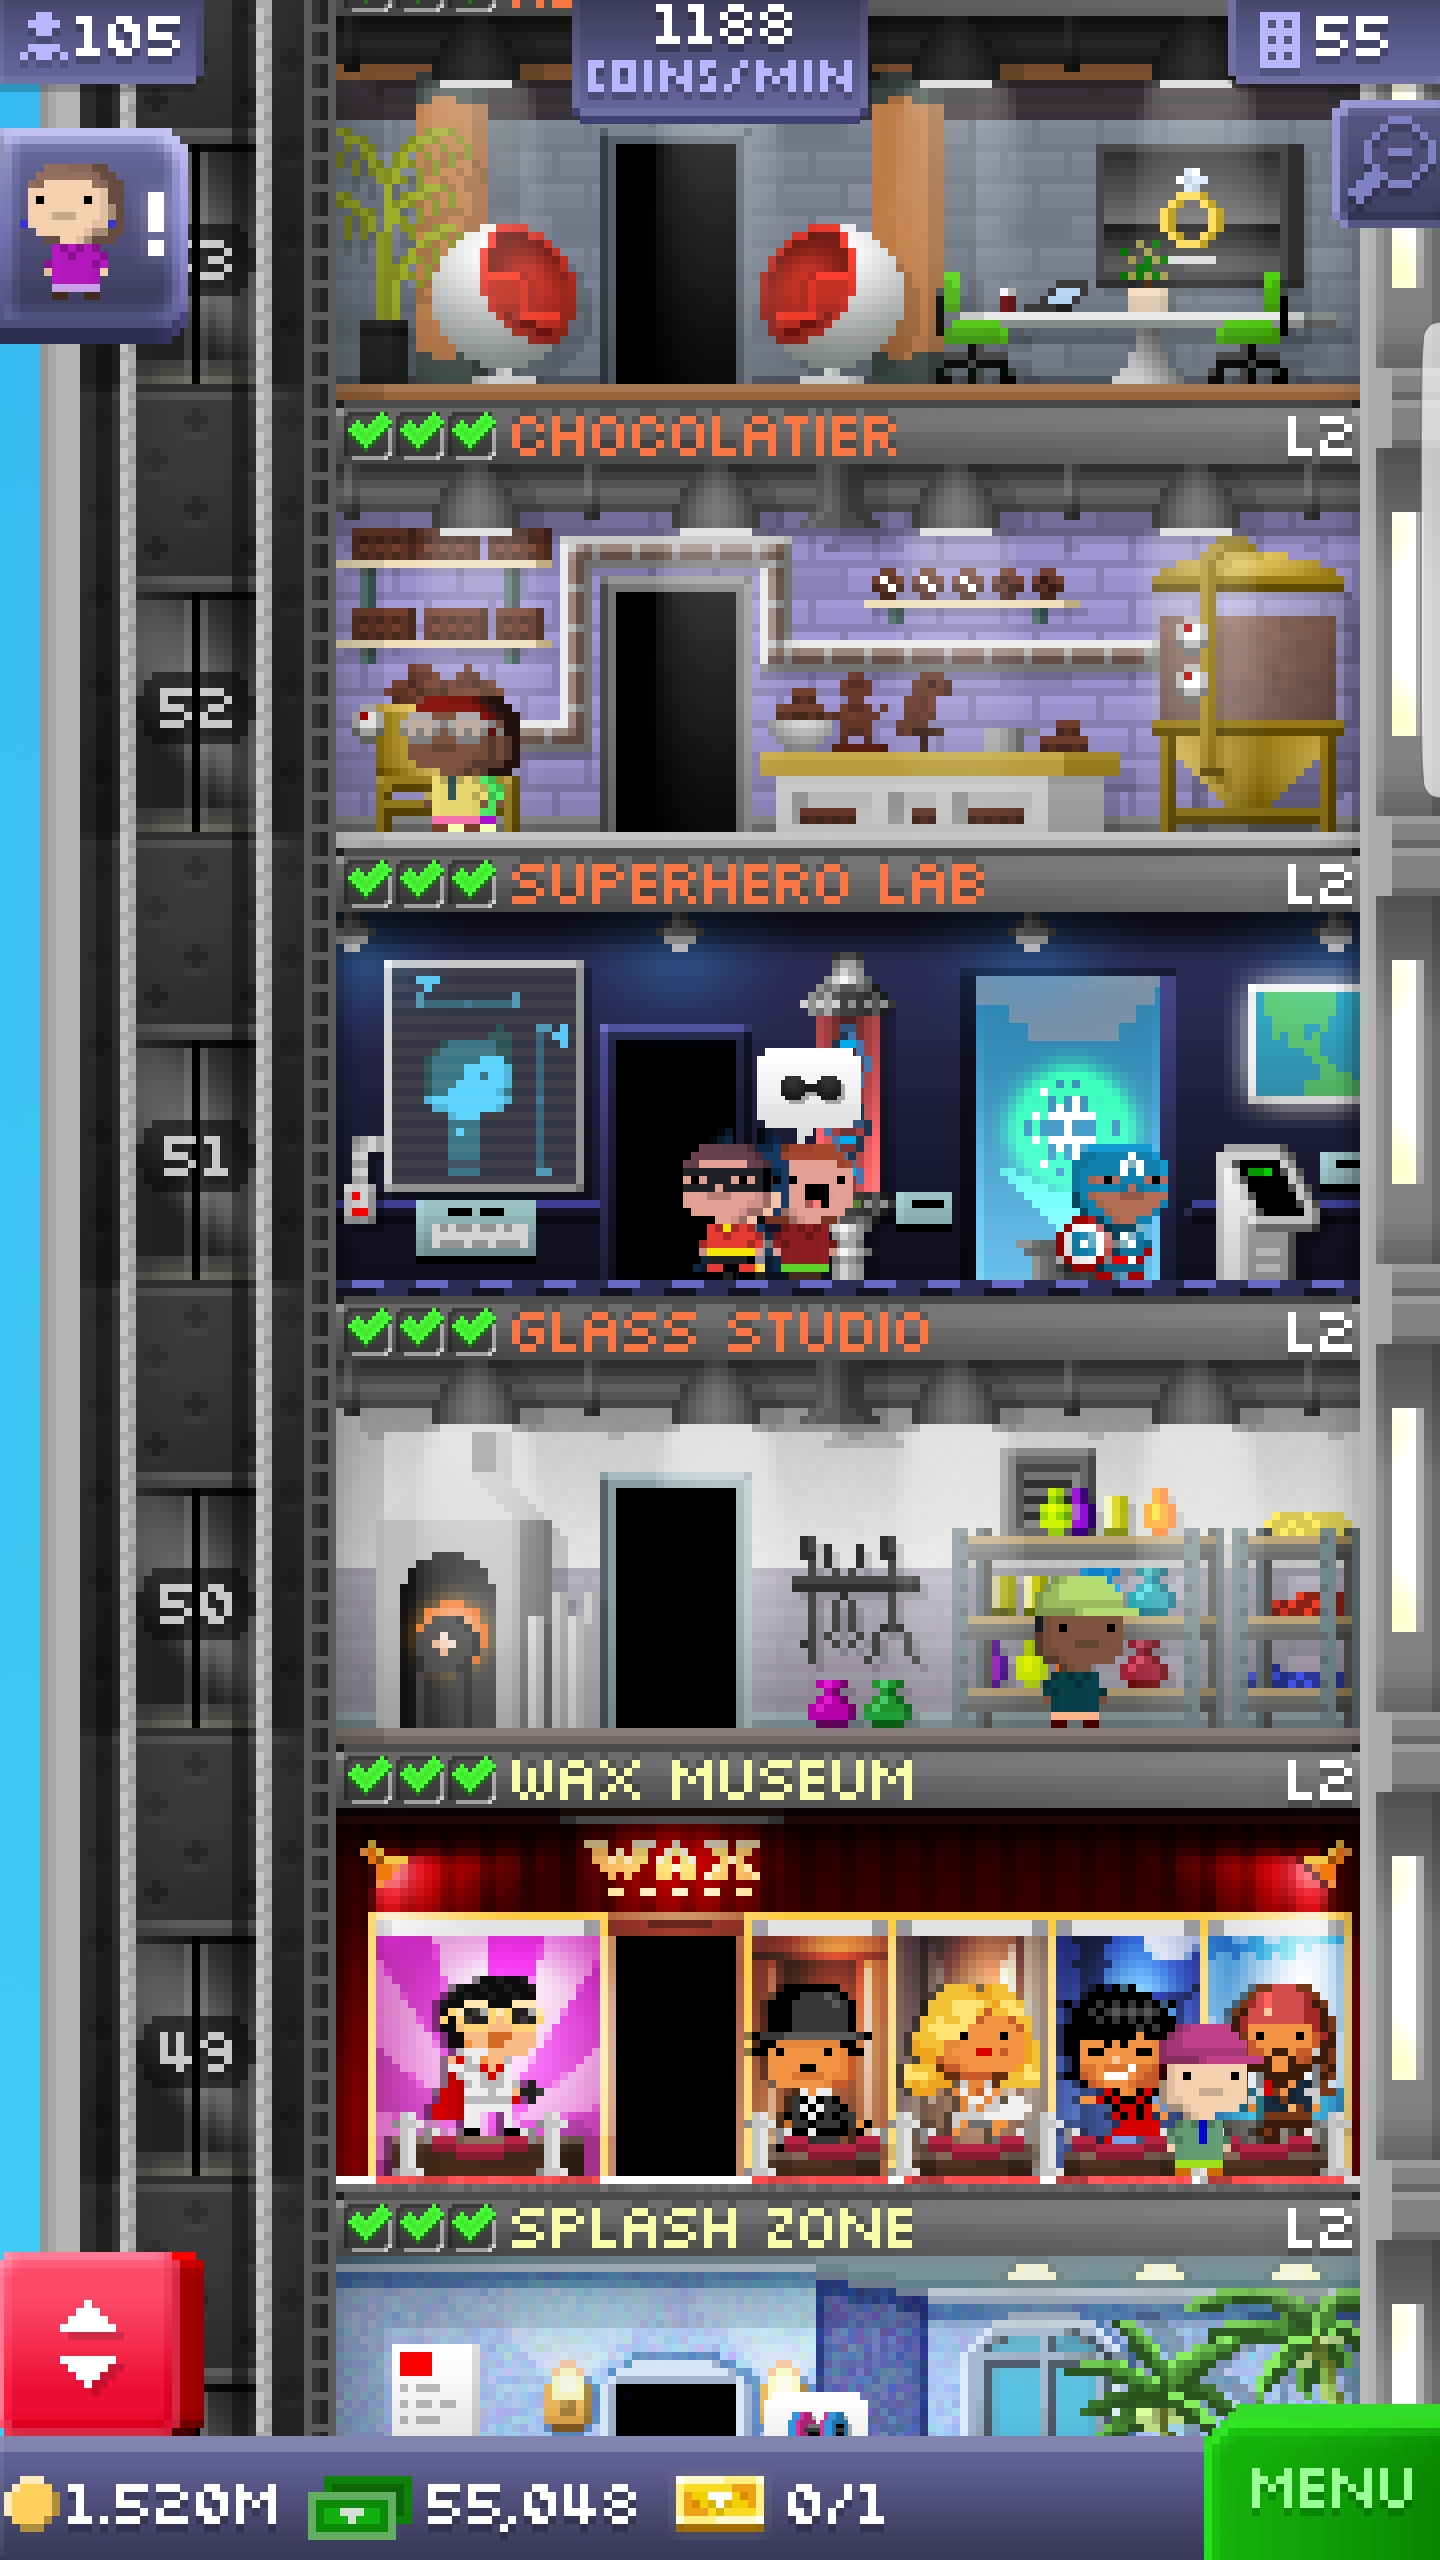 105
1188
COINS/MIN
55
!
CHOCOLATIER L2
52
SUPERHERO LAB L2
51
GLASS STUDIO L2
50
WAX MUSEUM L2
WAX
49
SPLASH ZONE L2
1.520M 55,048 0/1
MENU